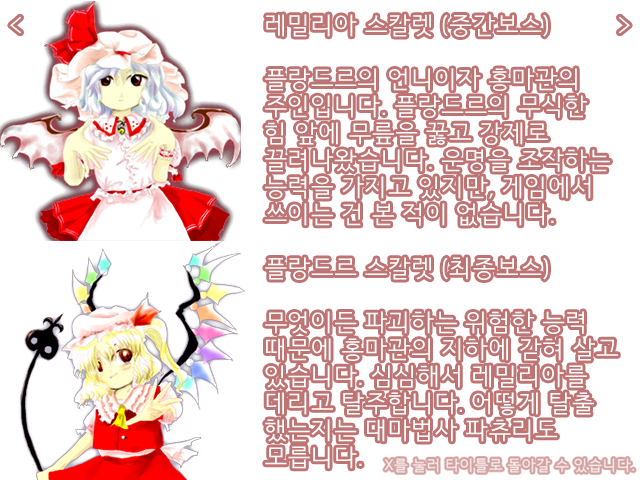 < 레밀리아 스칼렛 (중간보스) >
플랑드르의 언니이자 홍마관의
주인입니다. 플랑드르의 무식한
힘 앞에 무릎을 꿇고 강제로
끌려나왔습니다. 운명을 조작하는
능력을 가지고 있지만, 게임에서
쓰이는 건 본 적이 없습니다.
플랑드르 스칼렛 (최종보스)
무엇이든 파괴하는 위험한 능력
때문에 홍마관의 지하에 갇혀 살고
있습니다. 심심해서 레밀리아를
데리고 탈주합니다. 어떻게 탈출
했는지는 대마법사 파츄리도
모릅니다.
X를 눌러 타이틀로 돌아갈 수 있습니다.